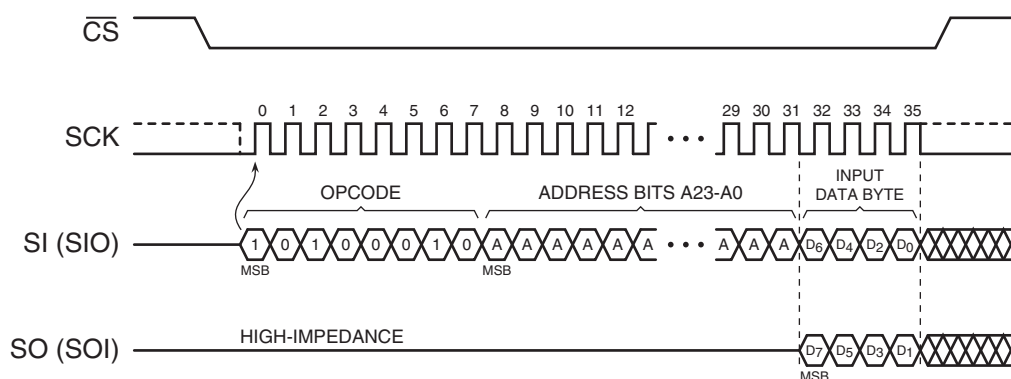 CS
SCK
0 1 2 3 4 5 6 7 8 9 10 11 12 29 30 31 32 33 34 35
OPCODE
ADDRESS BITS A23-A0
INPUT
DATA BYTE
SI (SIO)
1 0 1 0 0 0 1 0 A A A A A A A A A D6 D4 D2 D0
MSB MSB
SO (SOI)
HIGH-IMPEDANCE
D7 D5 D3 D1
MSB